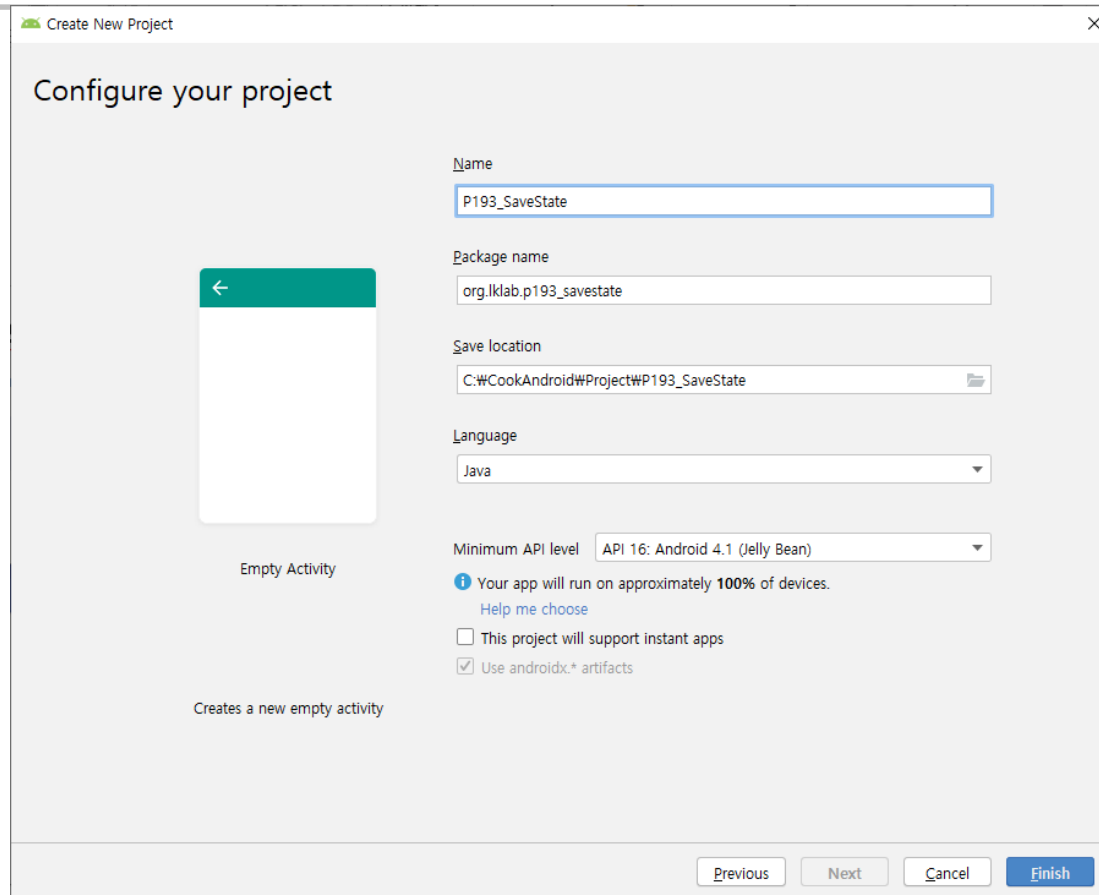 Create New Project
Configure your project
Name
P193_SaveState
Package name
org.lklab.p193_savestate
Save location
C:₩CookAndroid₩Project₩P193_SaveState
Language
Java
Minimum API level API 16: Android 4.1 (Jelly Bean)
Your app will run on approximately 100% of devices.
Help me choose
This project will support instant apps
Use androidx.* artifacts
Empty Activity
Creates a new empty activity
Previous Next Cancel Finish